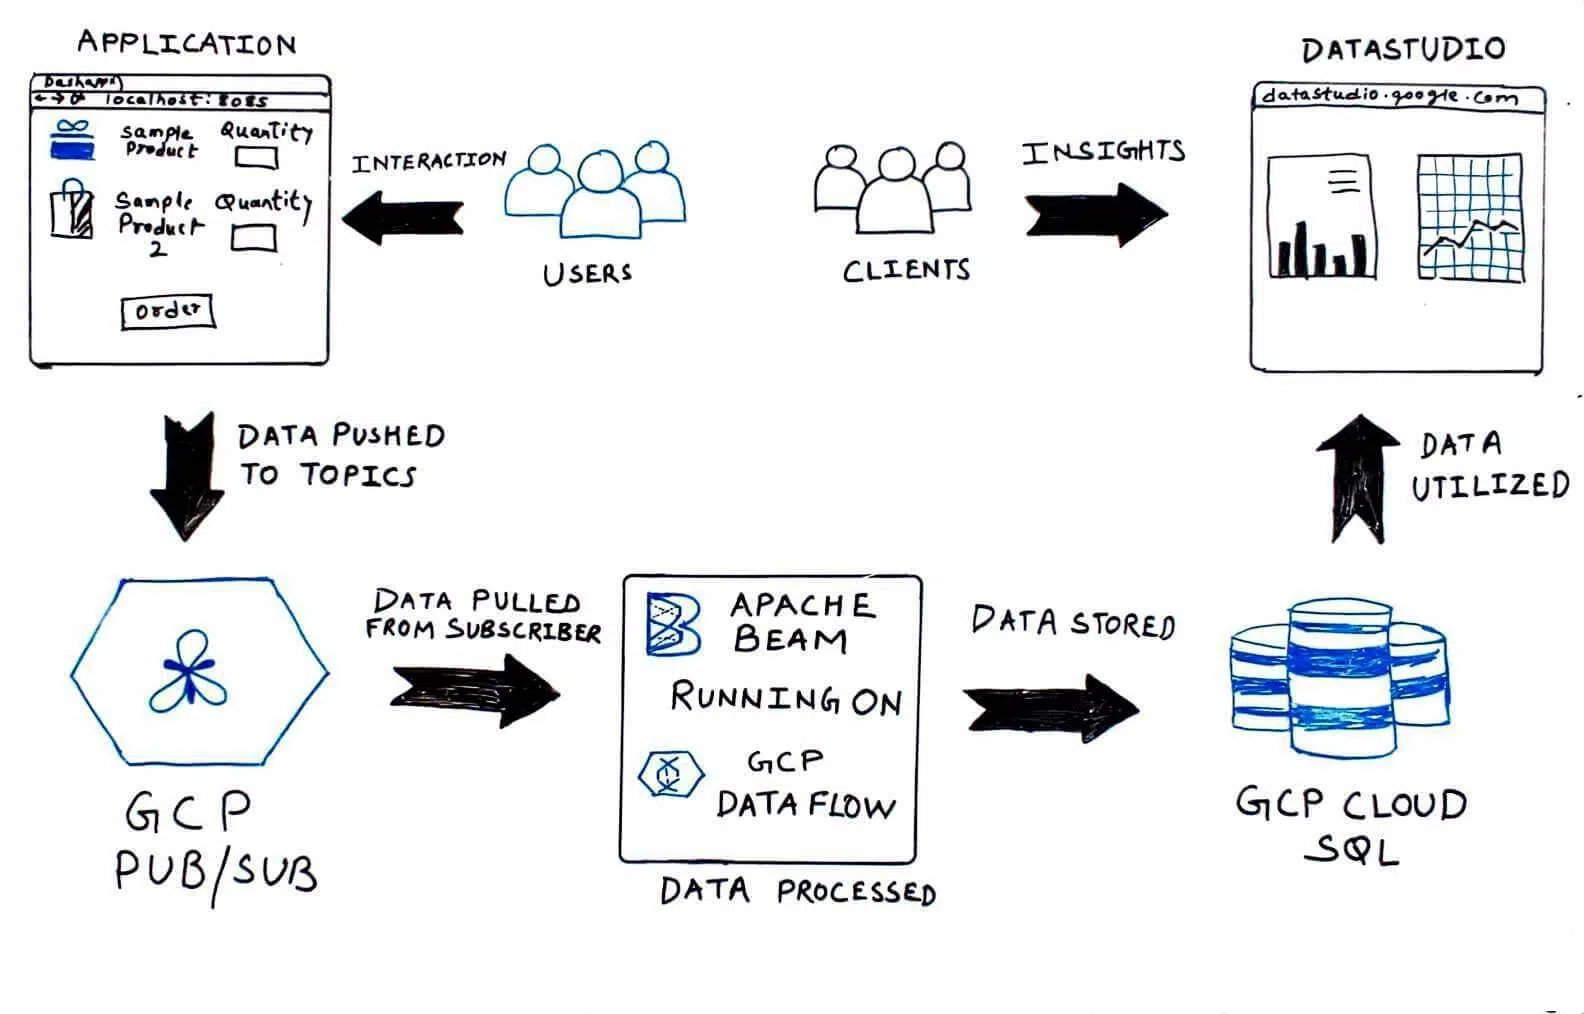 APPLICATION
localhost: 8085
Sample
Product
Quantity
Sample
Product
2
Quantity
Order
INTERACTION
USERS
CLIENTS
INSIGHTS
DATASTUDIO
datastudio.google.com
DATA PUSHED
TO TOPICS
DATA
UTILIZED
GCP
PUB/SUB
DATA PULLED
FROM SUBSCRIBER
APACHE
BEAM
RUNNING ON
GCP
DATA FLOW
DATA PROCESSED
DATA STORED
GCP CLOUD
SQL